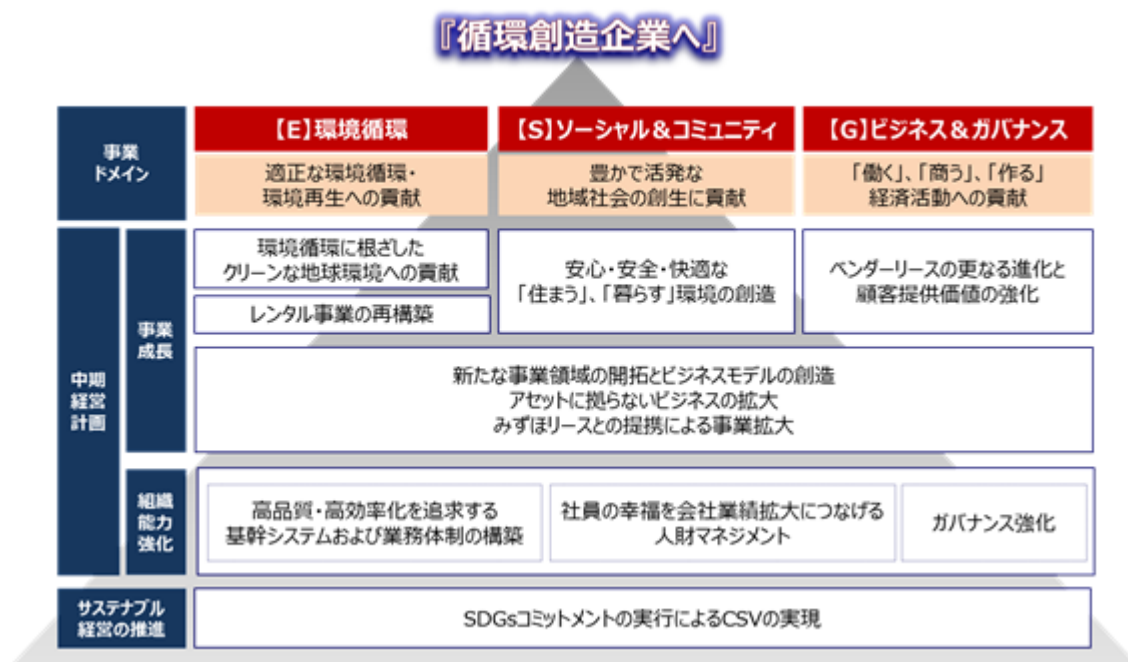 『循環創造企業へ』
事業
ドメイン
【E】環境循環
【S】ソーシャル＆コミュニティ
【G】ビジネス＆ガバナンス
適正な環境循環・
環境再生への貢献
豊かで活発な
地域社会の創生に貢献
「働く」、「商う」、「作る」
経済活動への貢献
中期
経営
計画
事業
成長
環境循環に根ざした
クリーンな地球環境への貢献
レンタル事業の再構築
安心・安全・快適な
「住まう」、「暮らす」環境の創造
ベンダーリースの更なる進化と
顧客提供価値の強化
新たな事業領域の開拓とビジネスモデルの創造
アセットに拠らないビジネスの拡大
みずほリースとの提携による事業拡大
組織
能力
強化
高品質・高効率化を追求する
基幹システムおよび業務体制の構築
社員の幸福を会社業績拡大につなげる
人財マネジメント
ガバナンス強化
サステナブル
経営の推進
SDGsコミットメントの実行によるCSVの実現